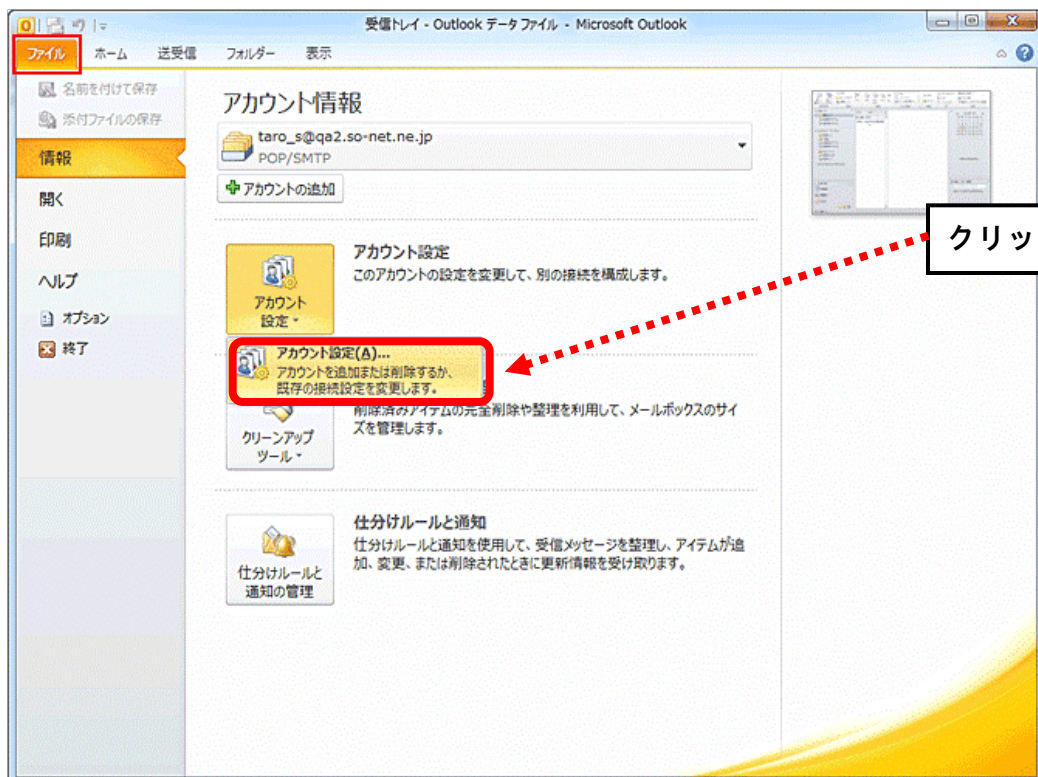 受信トレイ - Outlook データ ファイル - Microsoft Outlook
ファイル ホーム 送受信 フォルダー 表示
名前を付けて保存
添付ファイルの保存
情報
開く
印刷
ヘルプ
オプション
終了
アカウント情報
taro_s@qa2.so-net.ne.jp
POP/SMTP
アカウントの追加
アカウント
設定
アカウント設定
このアカウントの設定を変更して、別の接続を構成します。
アカウント設定(A)...
アカウントを追加または削除するか、
既存の接続設定を変更します。
クリーンアップ
ツール
削除済みアイテムの完全削除や整理を利用して、メールボックスのサイ
ズを管理します。
仕分けルールと
通知の管理
仕分けルールと通知
仕分けルールと通知を使用して、受信メッセージを整理し、アイテムが追
加、変更、または削除されたときに更新情報を受け取ります。
クリッ